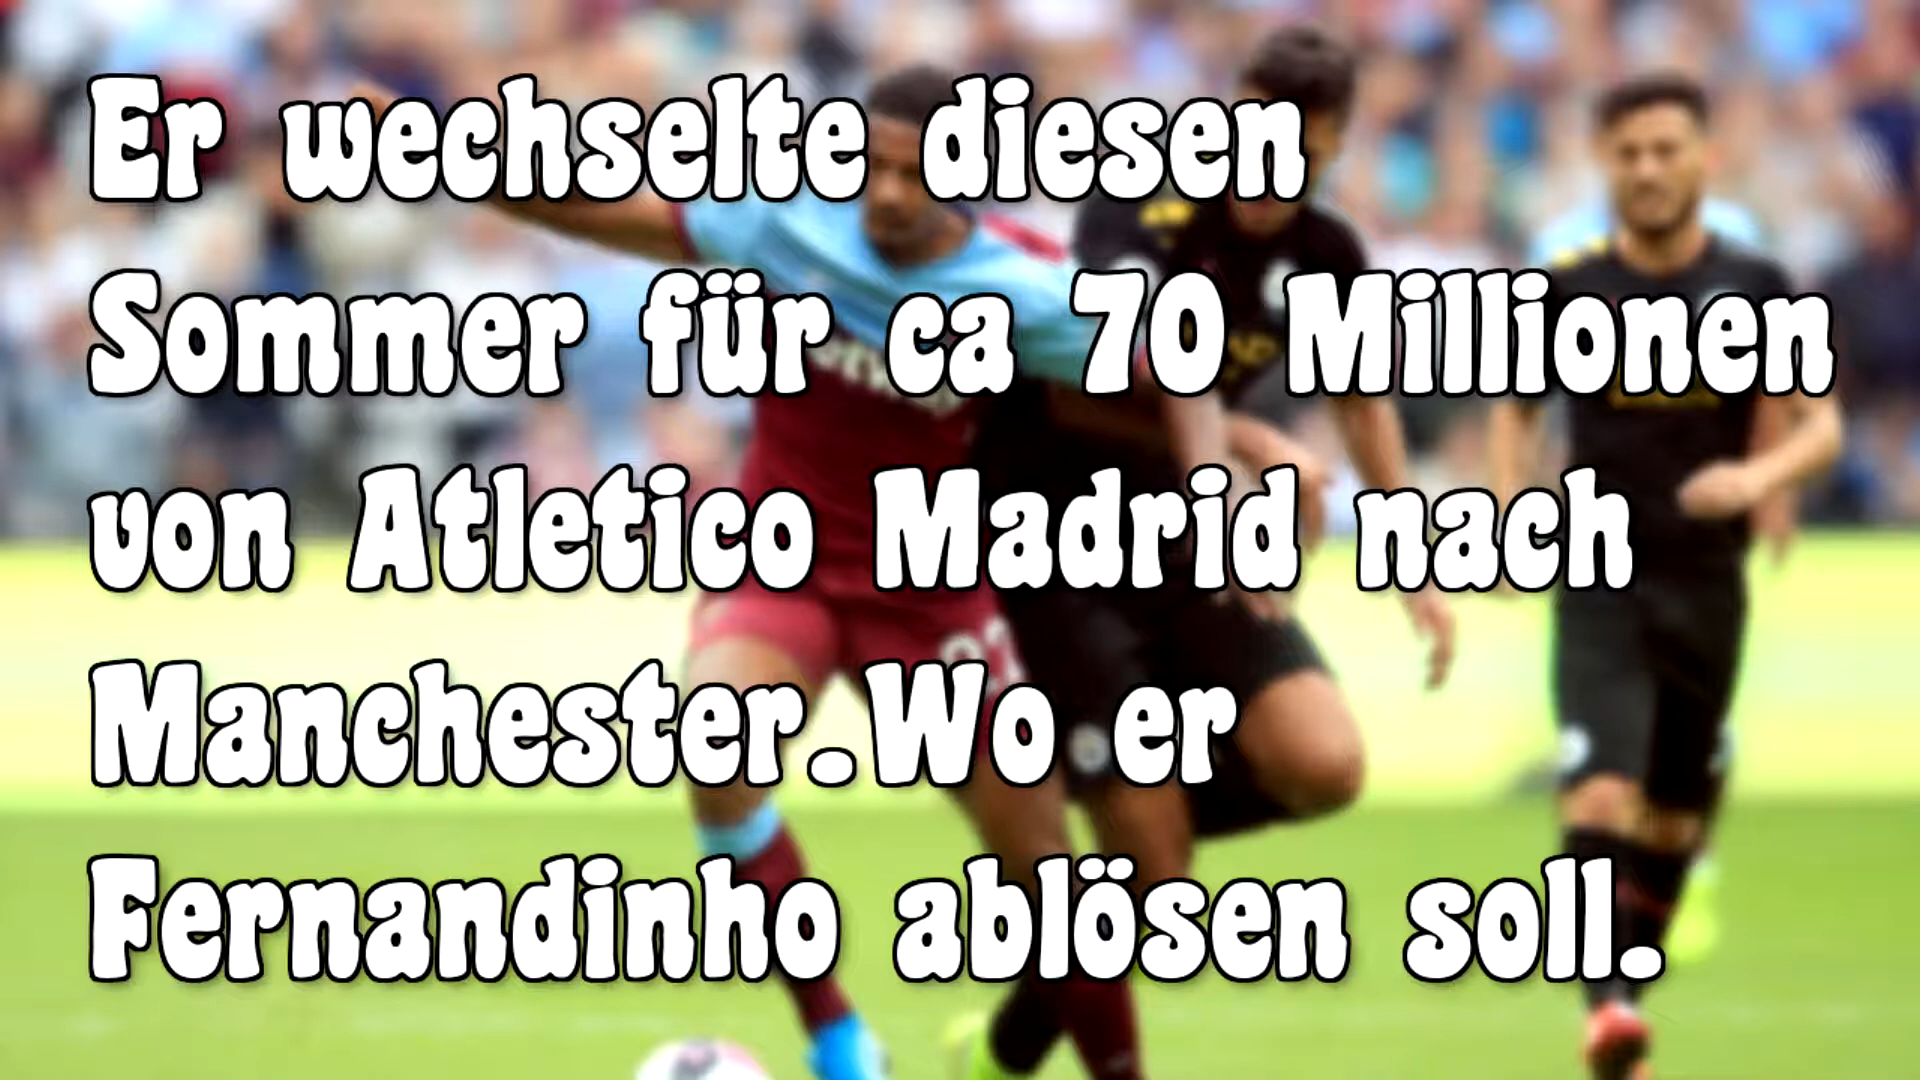 Er wechselte diesen
Sommer für ca 70 Millionen
von Atletico Madrid nach
Manchester.Wo er
Fernandinho ablösen soll.